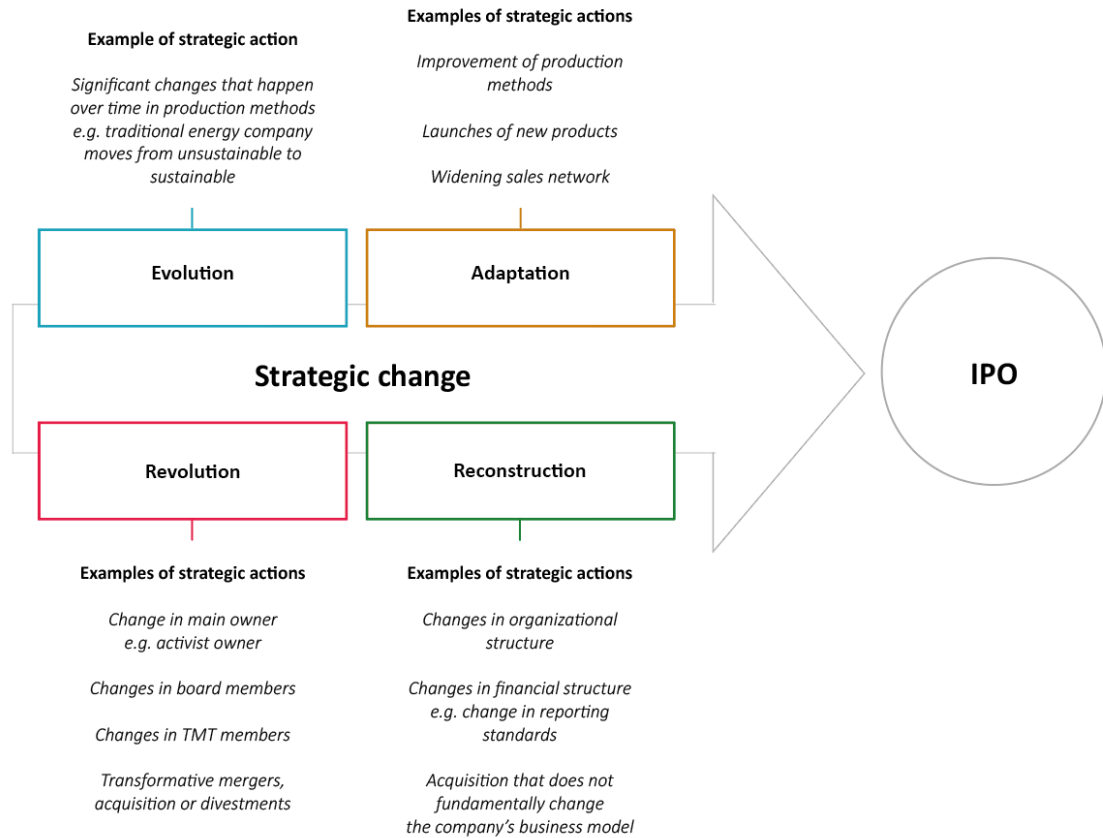 Example of strategic action
Significant changes that happen
over time in production methods
e.g. traditional energy company
moves from unsustainable to
sustainable
Examples of strategic actions
Improvement of production
methods
Launches of new products
Widening sales network
Evolution
Adaptation
Strategic change
IPO
Revolution
Reconstruction
Examples of strategic actions
Change in main owner
e.g. activist owner
Changes in board members
Changes in TMT members
Transformative mergers,
acquisition or divestments
Examples of strategic actions
Changes in organizational
structure
Changes in financial structure
e.g. change in reporting
standards
Acquisition that does not
fundamentally change
the company's business model